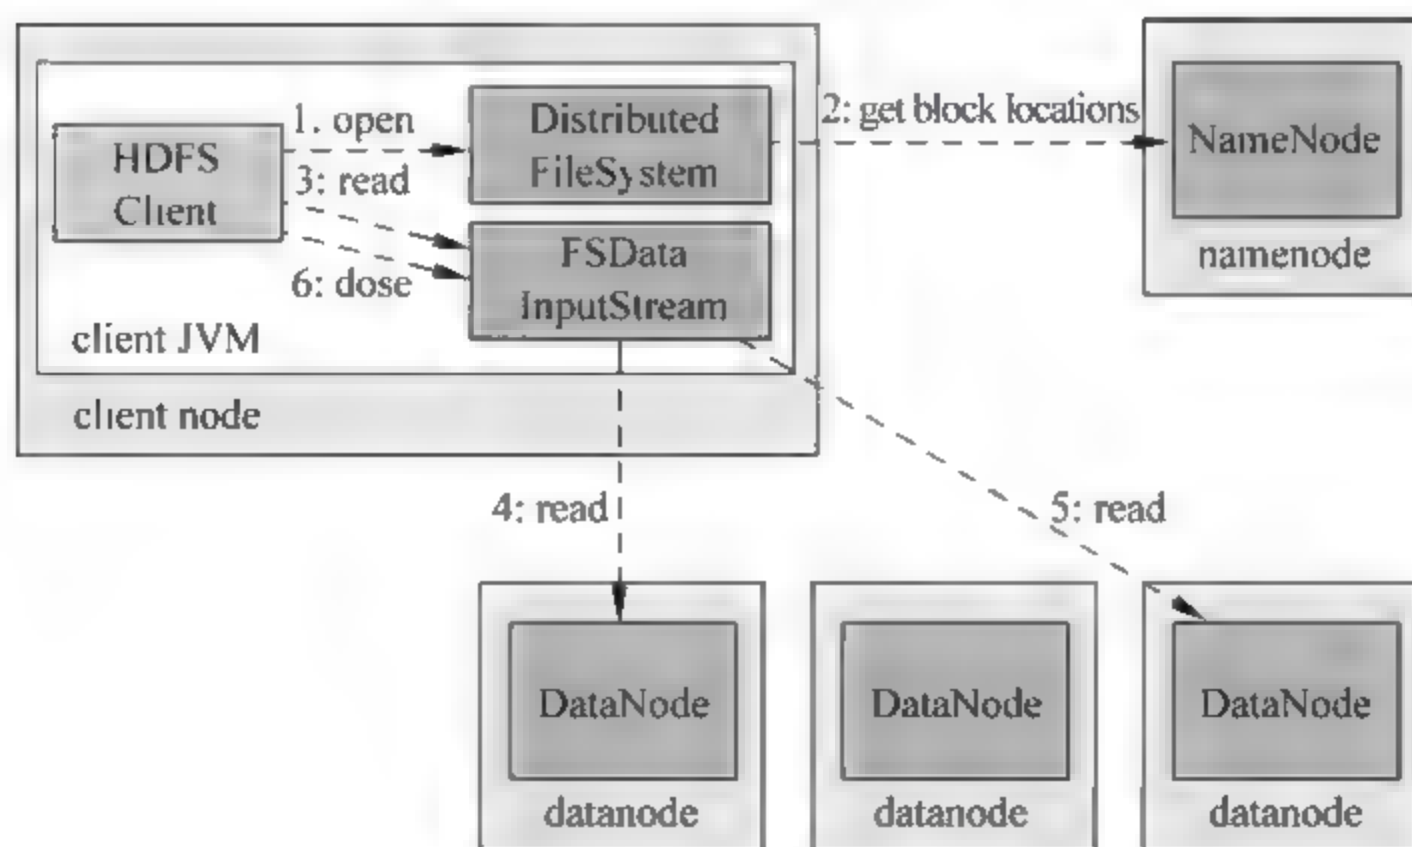 1. open
Distributed
FileSystem
2: get block locations
NameNode
namenode
HDFS
Client
3: read
6: dose
FSData
InputStream
client JVM
client node
4: read
5: read
DataNode
DataNode
DataNode
datanode
datanode
datanode